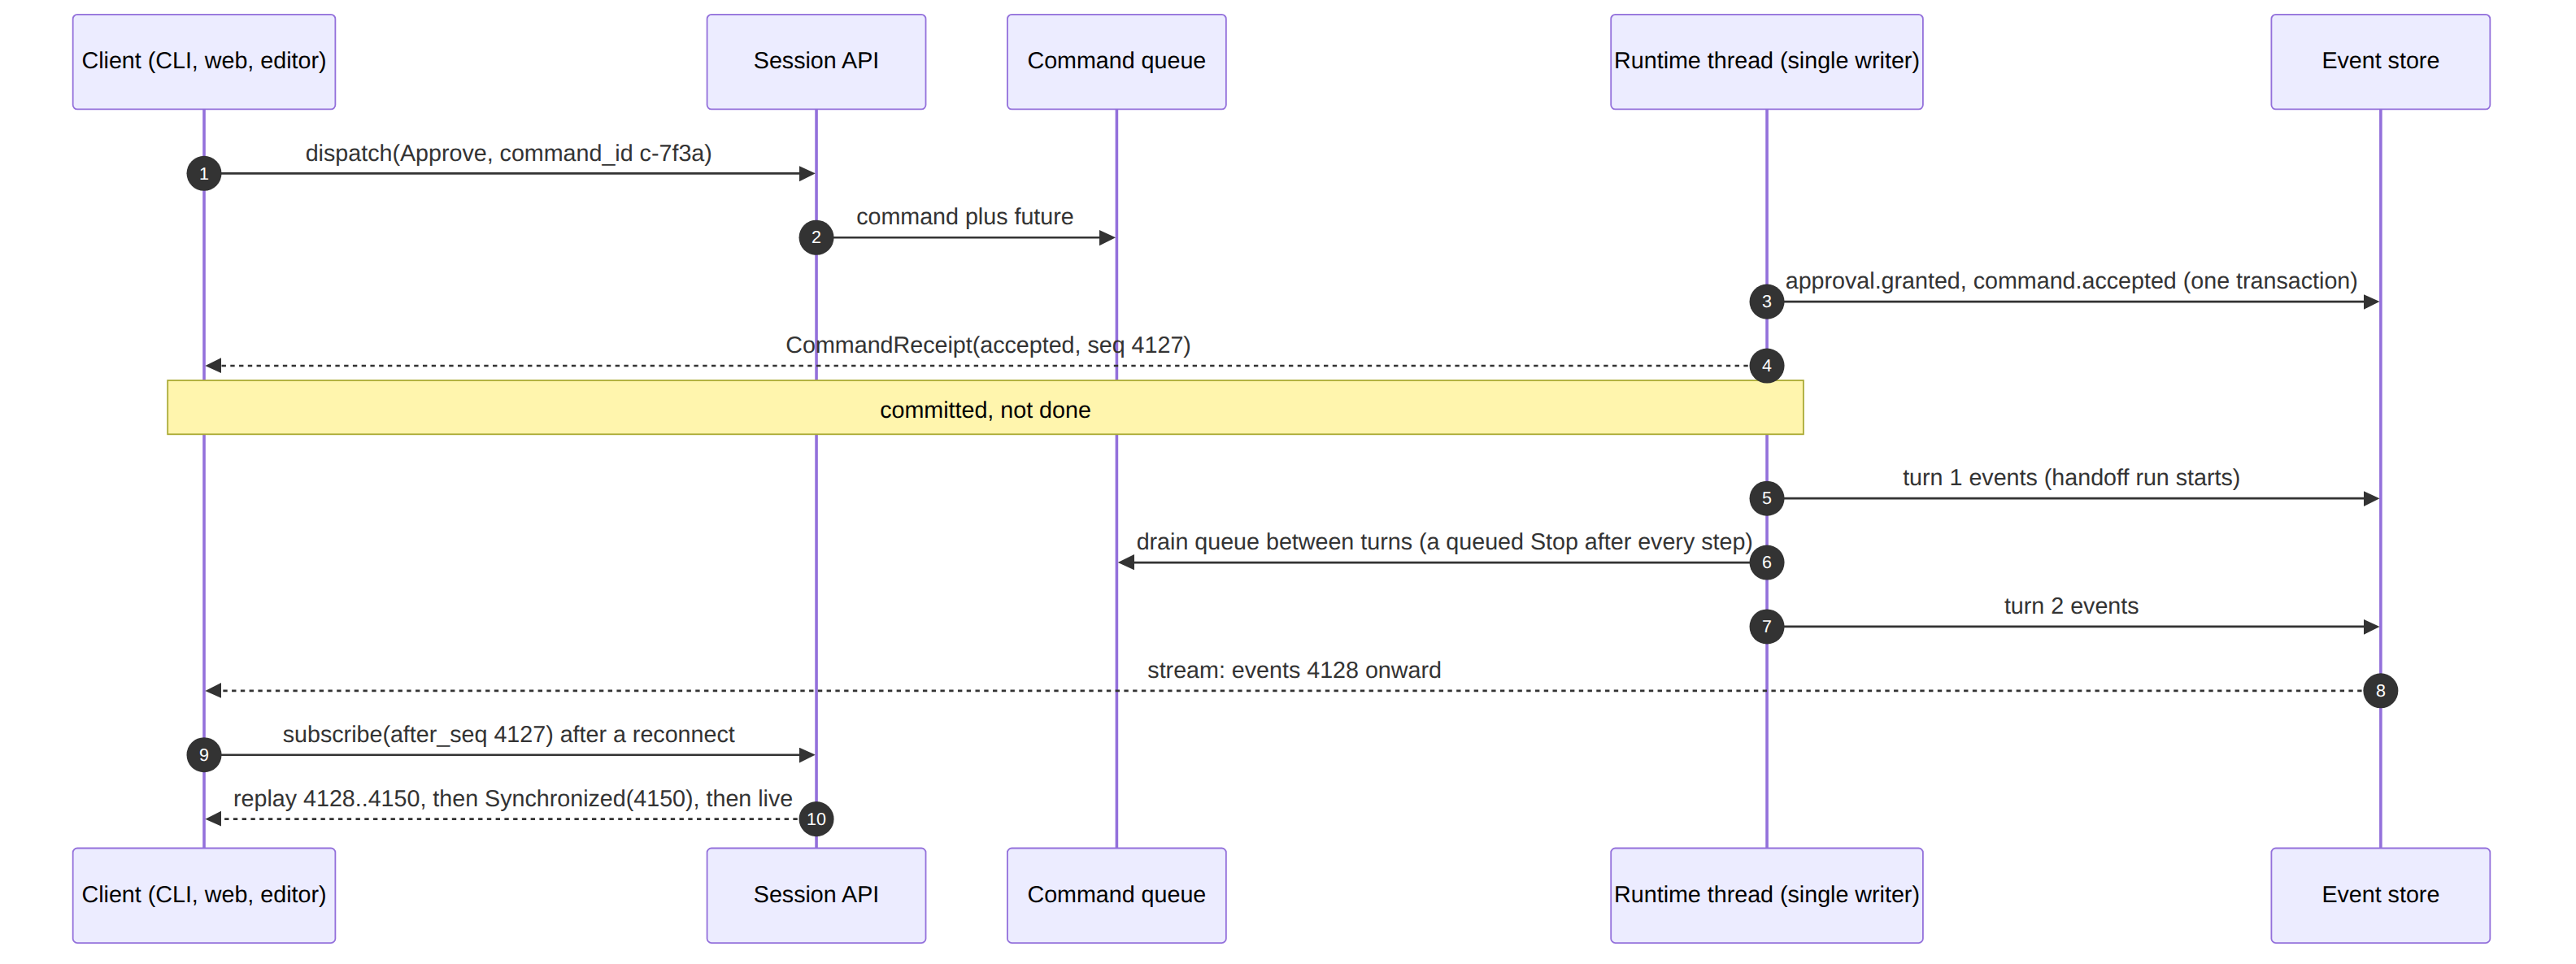 Client (CLI, web, editor)
Session API
Command queue
Runtime thread (single writer)
Event store
dispatch(Approve, command_id c-7f3a)
1
command plus future
2
approval.granted, command.accepted (one transaction)
3
CommandReceipt(accepted, seq 4127)
4
committed, not done
turn 1 events (handoff run starts)
5
drain queue between turns (a queued Stop after every step)
6
turn 2 events
7
stream: events 4128 onward
8
subscribe(after_seq 4127) after a reconnect
9
replay 4128..4150, then Synchronized(4150), then live
10
Client (CLI, web, editor)
Session API
Command queue
Runtime thread (single writer)
Event store